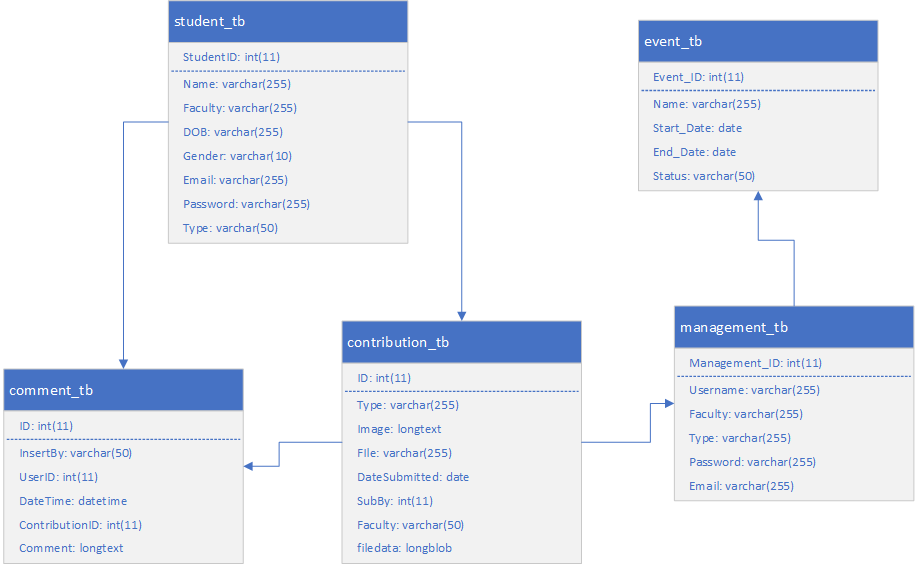 student_tb
StudentID: int(11)
Name: varchar(255)
Faculty: varchar(255)
DOB: varchar(255)
Gender: varchar(10)
Email: varchar(255)
Password: varchar(255)
Type: varchar(50)
event_tb
Event_ID: int(11)
Name: varchar(255)
Start_Date: date
End_Date: date
Status: varchar(50)
comment_tb
ID: int(11)
InsertBy: varchar(50)
UserID: int(11)
DateTime: datetime
ContributionID: int(11)
Comment: longtext
contribution_tb
ID: int(11)
Type: varchar(255)
Image: longtext
FIle: varchar(255)
DateSubmitted: date
SubBy: int(11)
Faculty: varchar(50)
filedata: longblob
management_tb
Management_ID: int(11)
Username: varchar(255)
Faculty: varchar(255)
Type: varchar(255)
Password: varchar(255)
Email: varchar(255)